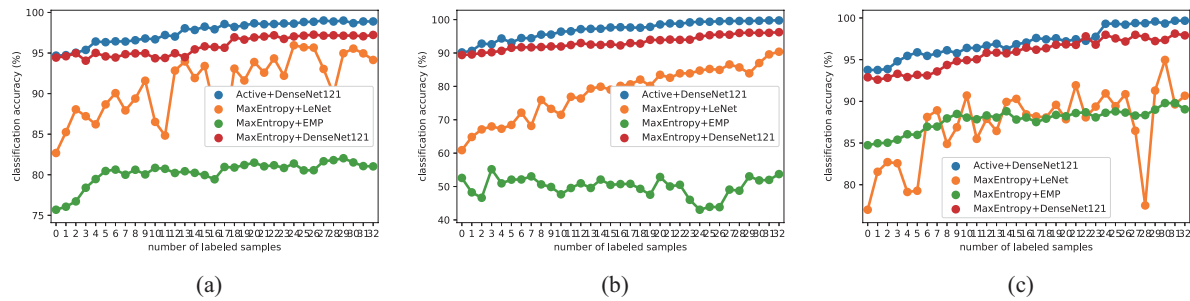 100
95
90
85
80
75
classification accuracy (%)
Active+DenseNet121
MaxEntropy+LeNet
MaxEntropy+EMP
MaxEntropy+DenseNet121
0 1 2 3 4 5 6 7 8 9 10 11 12 13 14 15 16 17 18 19 20 21 22 23 24 25 26 27 28 29 30 31 32
number of labeled samples
(a)
100
90
80
70
60
50
40
classification accuracy (%)
Active+DenseNet121
MaxEntropy+LeNet
MaxEntropy+EMP
MaxEntropy+DenseNet121
0 1 2 3 4 5 6 7 8 9 10 11 12 13 14 15 16 17 18 19 20 21 22 23 24 25 26 27 28 29 30 31 32
number of labeled samples
(b)
100
95
90
85
80
classification accuracy (%)
Active+DenseNet121
MaxEntropy+LeNet
MaxEntropy+EMP
MaxEntropy+DenseNet121
0 1 2 3 4 5 6 7 8 9 10 11 12 13 14 15 16 17 18 19 20 21 22 23 24 25 26 27 28 29 30 31 32
number of labeled samples
(c)